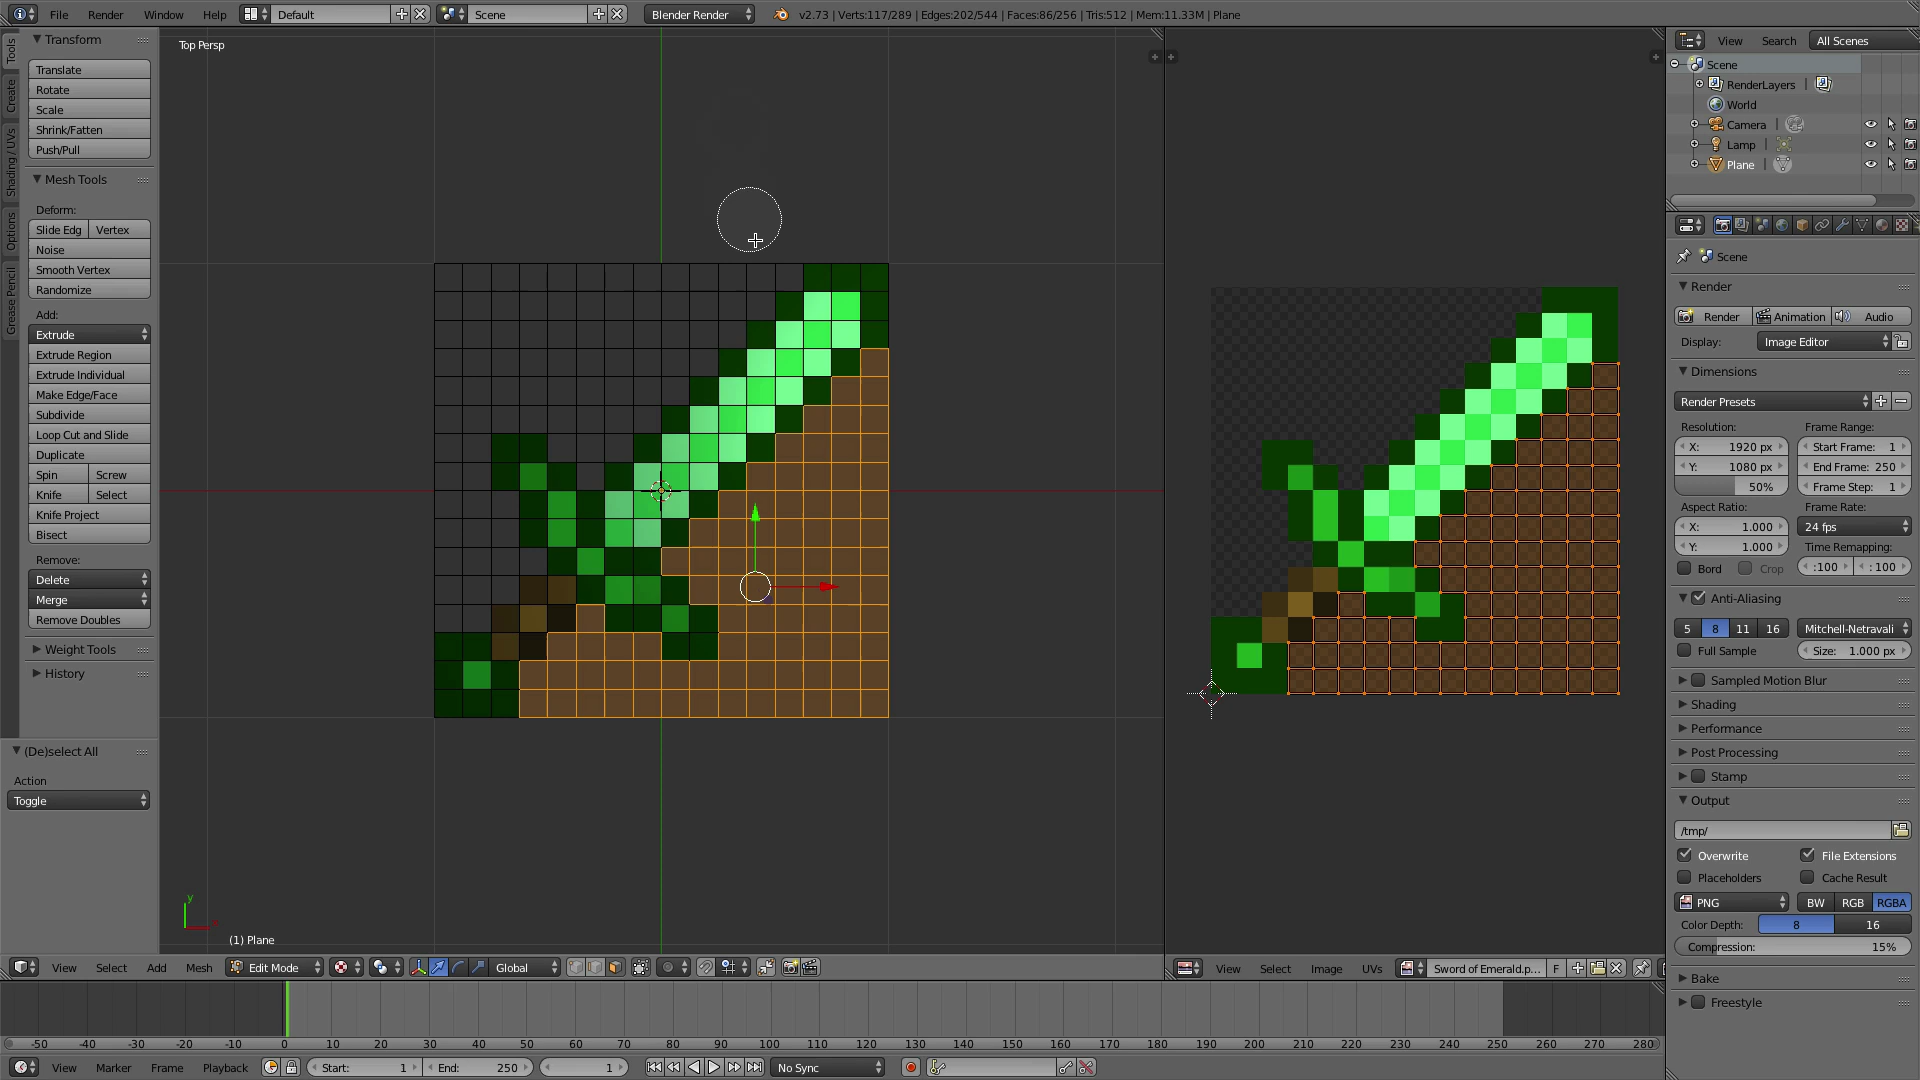 File Render Window Help Default Scene Blender Render v2.73 | Verts:117/289 | Edges:202/544 | Faces:86/256 | Tris:512 | Mem:11.33M | Plane
Tools
Create
Shading / UVs
Options
Grease Pencil
Transform
Translate
Rotate
Scale
Shrink/Fatten
Push/Pull
Mesh Tools
Deform:
Slide Edg Vertex
Noise
Smooth Vertex
Randomize
Add:
Extrude
Extrude Region
Extrude Individual
Make Edge/Face
Subdivide
Loop Cut and Slide
Duplicate
Spin Screw
Knife Select
Knife Project
Bisect
Remove:
Delete
Merge
Remove Doubles
Weight Tools
History
(De)select All
Action
Toggle
Top Persp
y
(1) Plane
View Select Add Mesh Edit Mode Global
View Select Image UVs Sword of Emerald.p... F
View Search All Scenes
Scene
RenderLayers |
World
Camera |
Lamp |
Plane |
Scene
Render
Render Animation Audio
Display: Image Editor
Dimensions
Render Presets
Resolution: Frame Range:
X: 1920 px Start Frame: 1
Y: 1080 px End Frame: 250
50% Frame Step: 1
Aspect Ratio: Frame Rate:
X: 1.000 24 fps
Y: 1.000 Time Remapping:
Bord Crop :100 :100
Anti-Aliasing
5 8 11 16 Mitchell-Netravali
Full Sample Size: 1.000 px
Sampled Motion Blur
Shading
Performance
Post Processing
Stamp
Output
/tmp/
Overwrite File Extensions
Placeholders Cache Result
PNG BW RGB RGBA
Color Depth: 8 16
Compression: 15%
Bake
Freestyle
-50 -40 -30 -20 -10 0 10 20 30 40 50 60 70 80 90 100 110 120 130 140 150 160 170 180 190 200 210 220 230 240 250 260 270 280
View Marker Frame Playback Start: 1 End: 250 1 No Sync